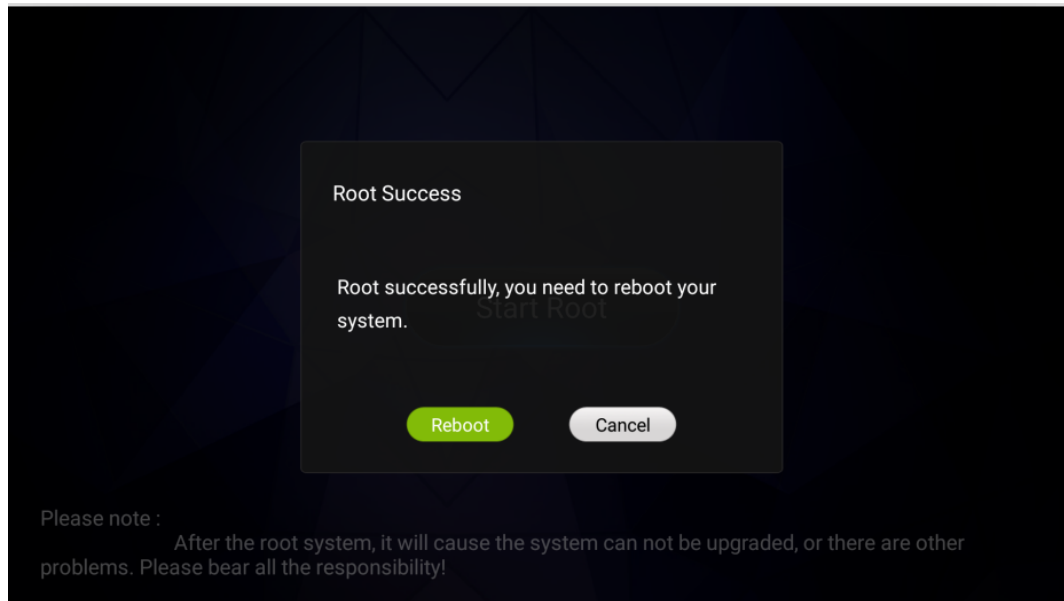 Root Success
Root successfully, you need to reboot your
system.
Start Root
Reboot
Cancel
Please note :
After the root system, it will cause the system can not be upgraded, or there are other
problems. Please bear all the responsibility!